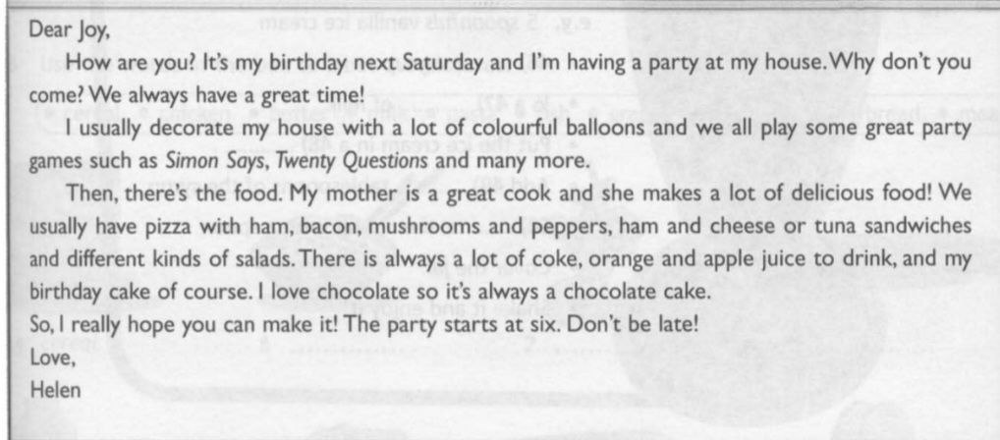 Dear Joy,
How are you? It's my birthday next Saturday and I'm having a party at my house. Why don't you
come? We always have a great time!
I usually decorate my house with a lot of colourful balloons and we all play some great party
games such as Simon Says, Twenty Questions and many more.
Then, there's the food. My mother is a great cook and she makes a lot of delicious food! We
usually have pizza with ham, bacon, mushrooms and peppers, ham and cheese or tuna sandwiches
and different kinds of salads. There is always a lot of coke, orange and apple juice to drink, and my
birthday cake of course. I love chocolate so it's always a chocolate cake.
So, I really hope you can make it! The party starts at six. Don't be late!
Love,
Helen